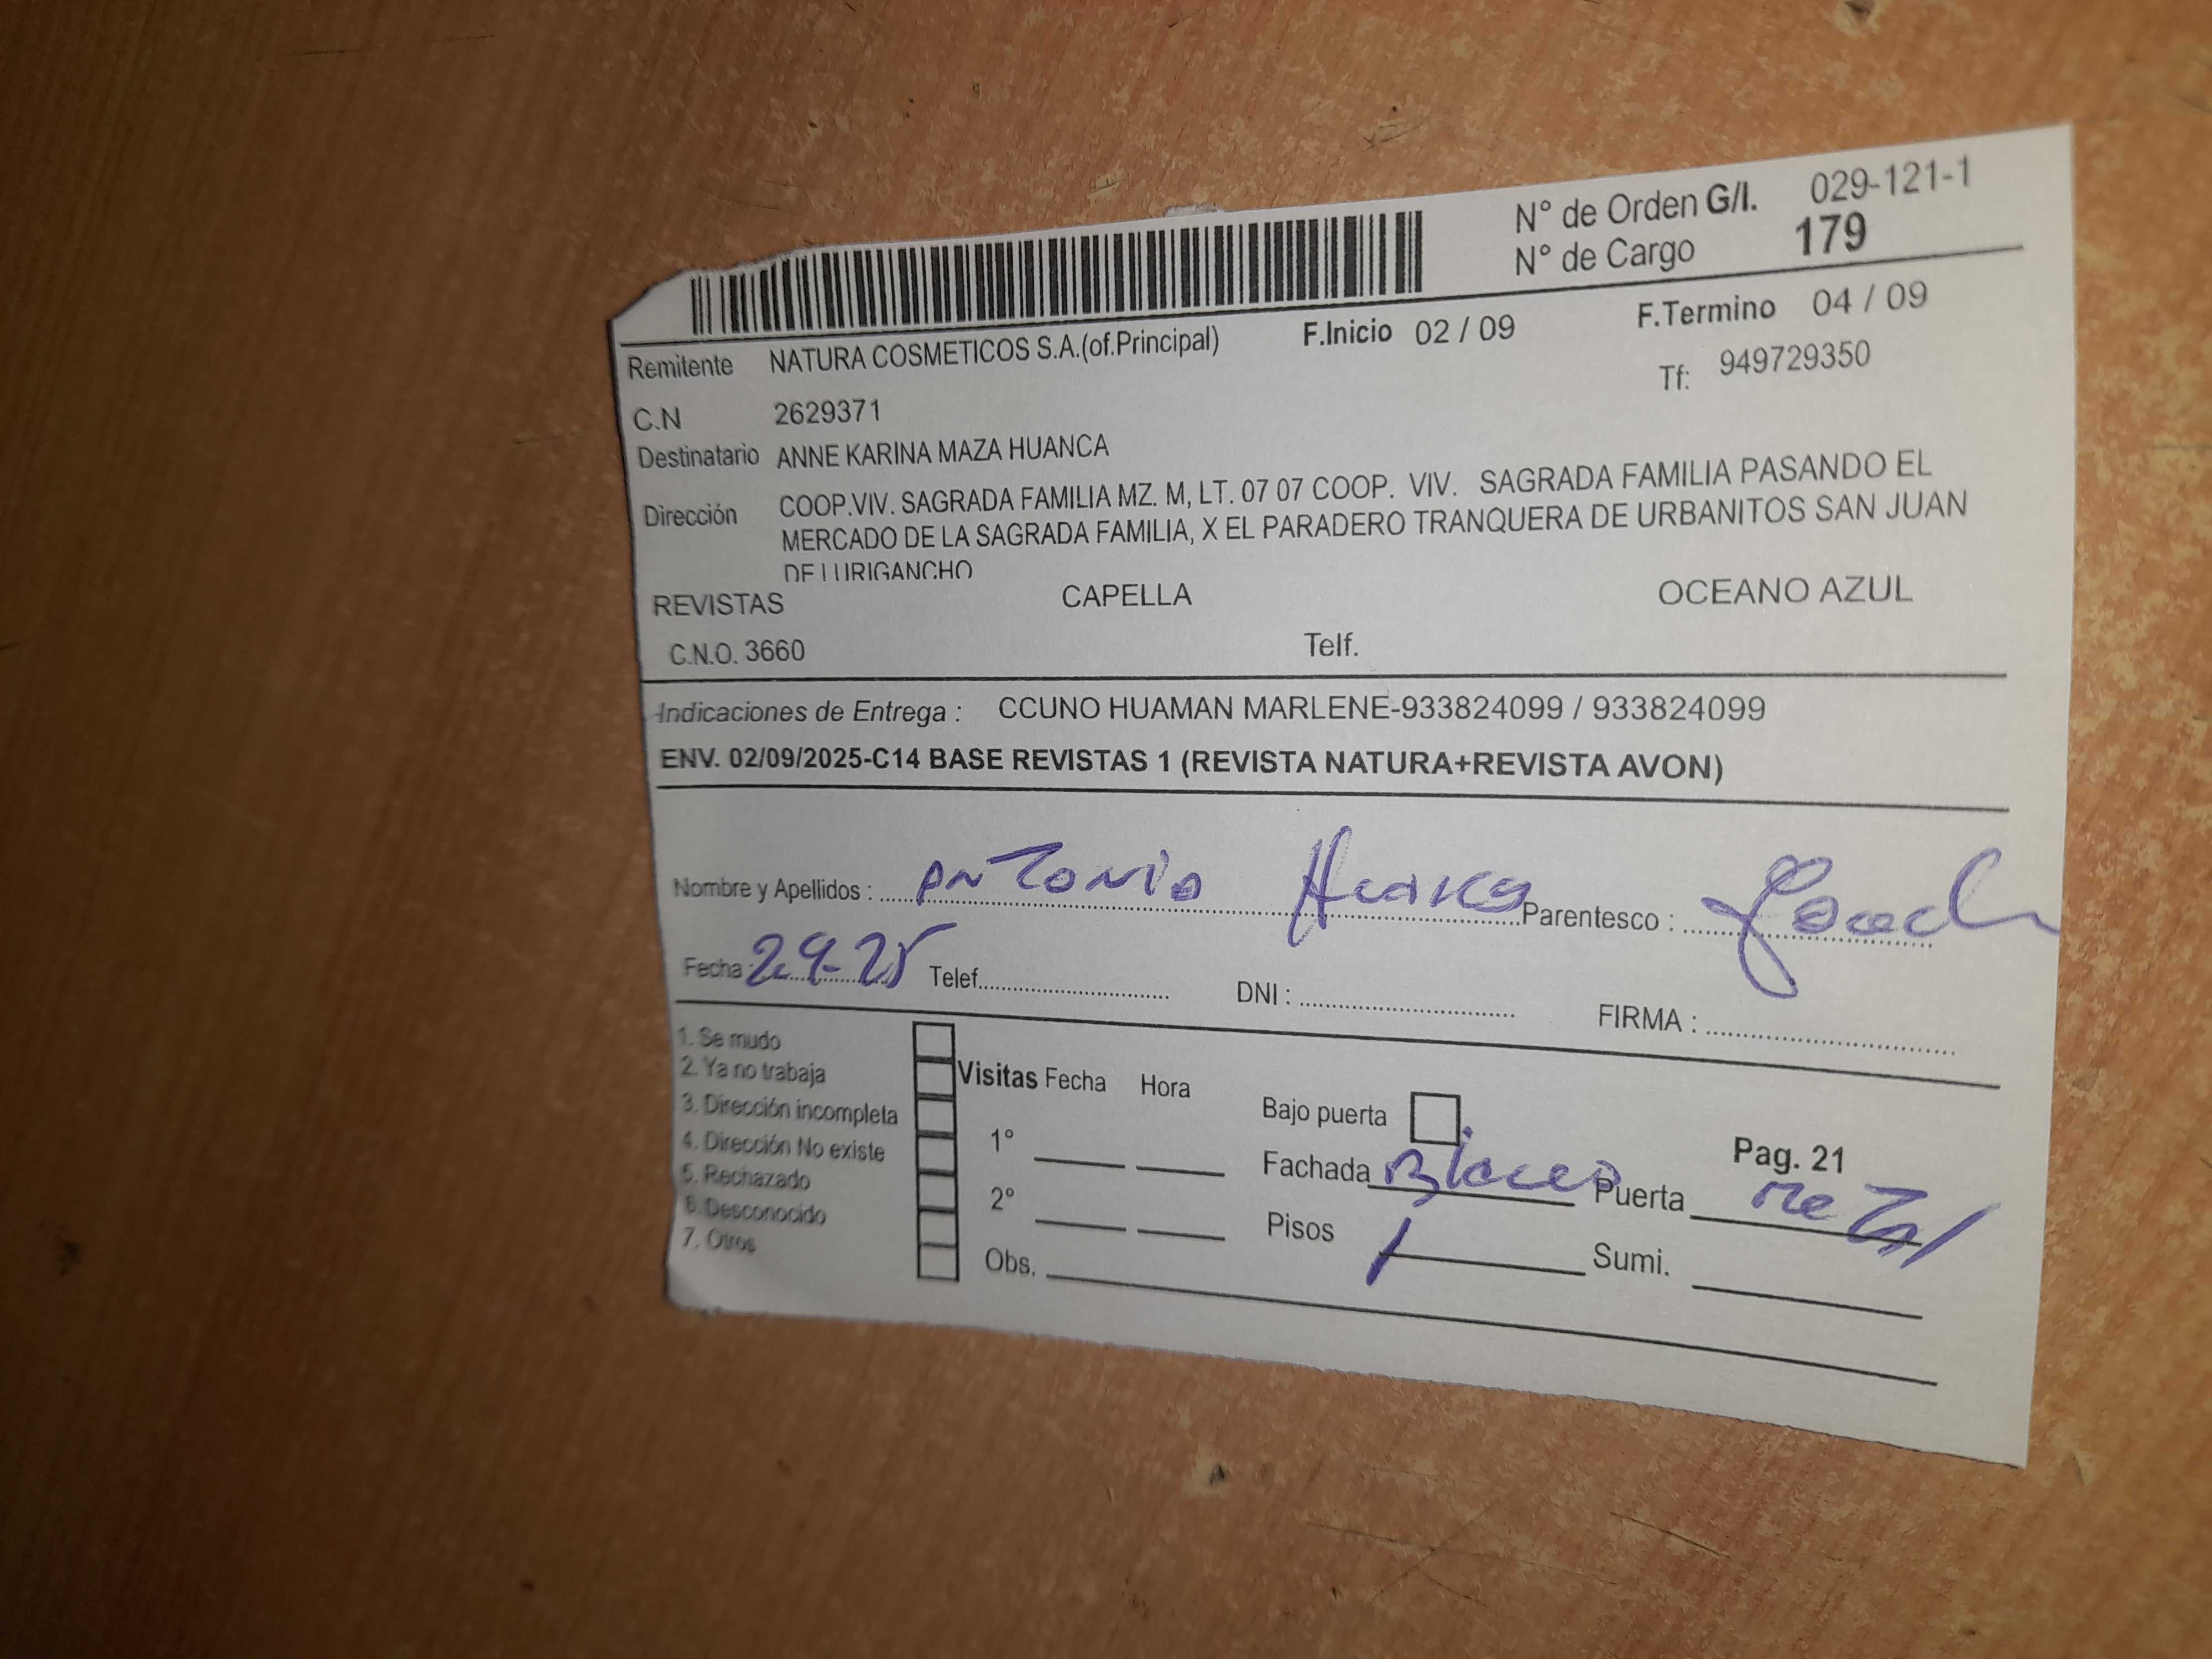 N° de Orden G/I. 029-121-1
N° de Cargo 179
Remitente NATURA COSMETICOS S.A.(of.Principal) F.Inicio 02 / 09 F.Termino 04 / 09
C.N 2629371 Tf: 949729350
Destinatario ANNE KARINA MAZA HUANCA
Dirección COOP.VIV. SAGRADA FAMILIA MZ. M, LT. 07 07 COOP. VIV. SAGRADA FAMILIA PASANDO EL
MERCADO DE LA SAGRADA FAMILIA, X EL PARADERO TRANQUERA DE URBANITOS SAN JUAN
DE LURIGANCHO
REVISTAS CAPELLA OCEANO AZUL
C.N.O. 3660 Telf.
Indicaciones de Entrega : CCUNO HUAMAN MARLENE-933824099 / 933824099
ENV. 02/09/2025-C14 BASE REVISTAS 1 (REVISTA NATURA+REVISTA AVON)
Nombre y Apellidos : ANTONIO Parentesco :
Fecha : 2-9-25 Telef. DNI : FIRMA :
1. Se mudo
2. Ya no trabaja Visitas Fecha Hora
3. Dirección incompleta Bajo puerta
4. Dirección No existe 1° Pag. 21
5. Rechazado Fachada Puerta METAL
6. Desconocido 2°
7. Otros Pisos 1 Sumi.
Obs.